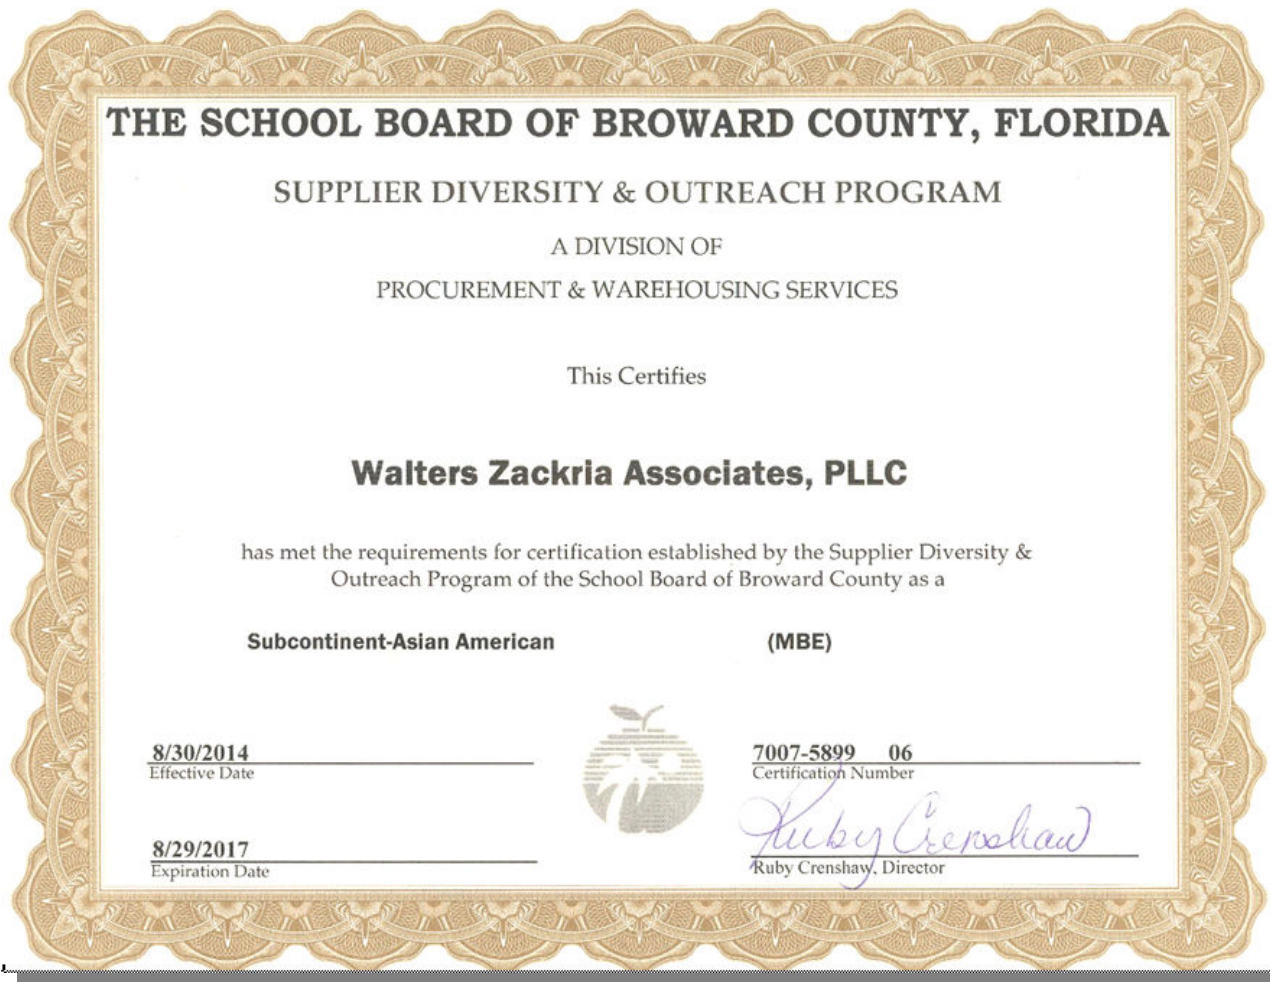 THE SCHOOL BOARD OF BROWARD COUNTY, FLORIDA
SUPPLIER DIVERSITY & OUTREACH PROGRAM
A DIVISION OF
PROCUREMENT & WAREHOUSING SERVICES
This Certifies
Walters Zackria Associates, PLLC
has met the requirements for certification established by the Supplier Diversity &
Outreach Program of the School Board of Broward County as a
Subcontinent-Asian American (MBE)
8/30/2014
Effective Date
7007-5899 06
Certification Number
Ruby Crenshaw
8/29/2017
Expiration Date
Ruby Crenshaw, Director